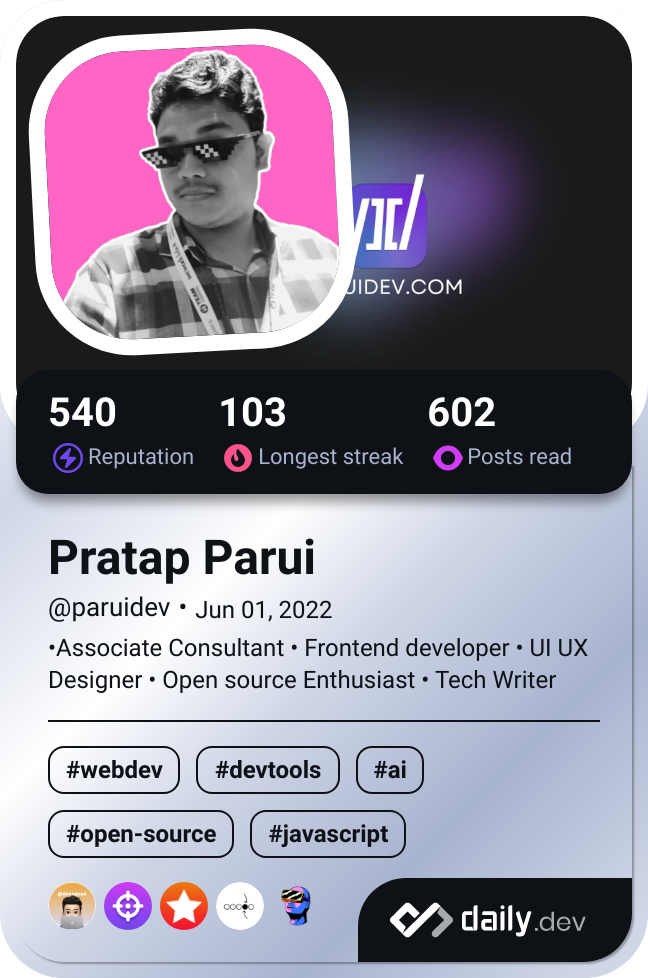 UIDEV.COM
540
103
602
Reputation
Longest streak
Posts read
Pratap Parui
@paruidev • Jun 01, 2022
•Associate Consultant • Frontend developer • UI UX
Designer • Open source Enthusiast • Tech Writer
#webdev
#devtools
#ai
#open-source
#javascript
daily.dev